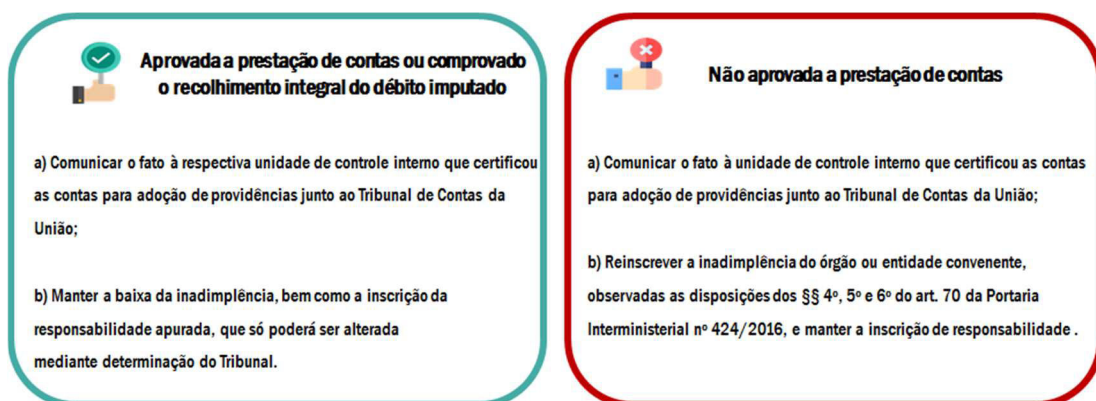 Aprovada a prestação de contas ou comprovado
o recolhimento integral do débito imputado
a) Comunicar o fato à respectiva unidade de controle interno que certificou
as contas para adoção de providências junto ao Tribunal de Contas da
União;
b) Manter a baixa da inadimplência, bem como a inscrição da
responsabilidade apurada, que só poderá ser alterada
mediante determinação do Tribunal.
Não aprovada a prestação de contas
a) Comunicar o fato à unidade de controle interno que certificou as contas
para adoção de providências junto ao Tribunal de Contas da União;
b) Reinscrever a inadimplência do órgão ou entidade convenente,
observadas as disposições dos §§ 4º, 5º e 6º do art. 70 da Portaria
Interministerial nº 424/2016, e manter a inscrição de responsabilidade .